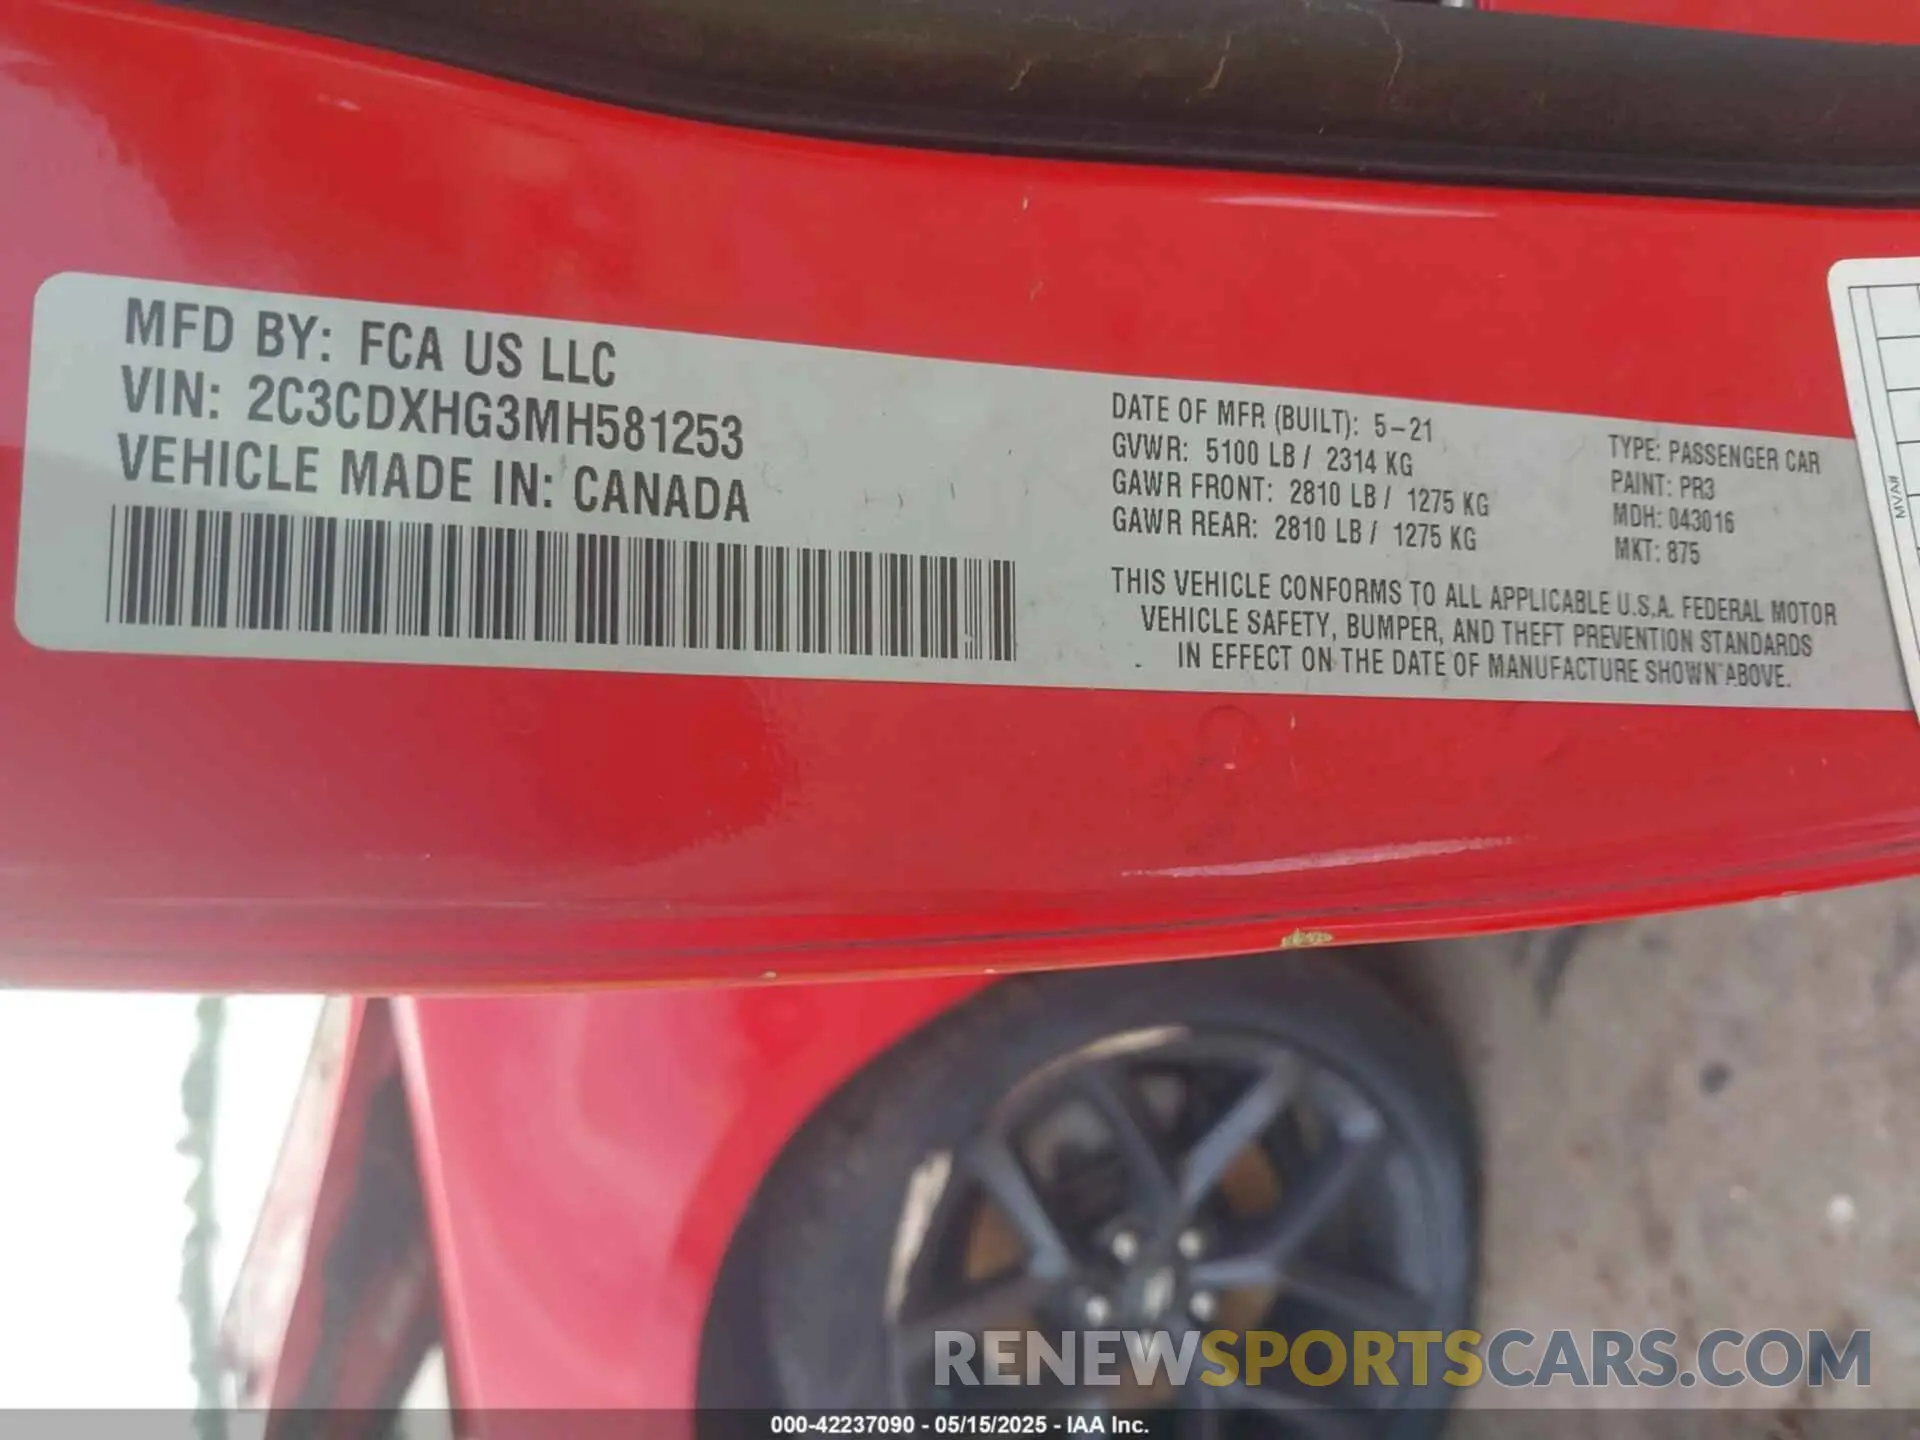 MFD BY: FCA US LLC
VIN: 2C3CDXHG3MH581253
VEHICLE MADE IN: CANADA
DATE OF MFR (BUILT): 5-21
GVWR: 5100 LB / 2314 KG
GAWR FRONT: 2810 LB / 1275 KG
GAWR REAR: 2810 LB / 1275 KG
TYPE: PASSENGER CAR
PAINT: PR3
MDH: 043016
MKT: 875
THIS VEHICLE CONFORMS TO ALL APPLICABLE U.S.A. FEDERAL MOTOR
VEHICLE SAFETY, BUMPER, AND THEFT PREVENTION STANDARDS
IN EFFECT ON THE DATE OF MANUFACTURE SHOWN ABOVE.
MVA#
RENEWSPORTSCARS.COM
000-42237090 - 05/15/2025 - IAA Inc.